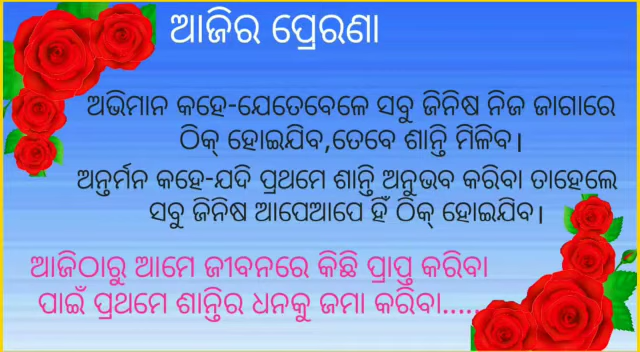 ଆଜିର ପ୍ରେରଣା
ଅଭିମାନ କହେ-ଯେତେବେଳେ ସବୁ ଜିନିଷ ନିଜ ଜାଗାରେ
ଠିକ୍ ହୋଇଯିବ,ତେବେ ଶାନ୍ତି ମିଳିବ।
ଅନ୍ତର୍ମନ କହେ-ଯଦି ପ୍ରଥମେ ଶାନ୍ତି ଅନୁଭବ କରିବା ତାହେଲେ
ସବୁ ଜିନିଷ ଆପେଆପେ ହିଁ ଠିକ୍ ହୋଇଯିବ।
ଆଜିଠାରୁ ଆମେ ଜୀବନରେ କିଛି ପ୍ରାପ୍ତ କରିବା
ପାଇଁ ପ୍ରଥମେ ଶାନ୍ତିର ଧନକୁ ଜମା କରିବା.....